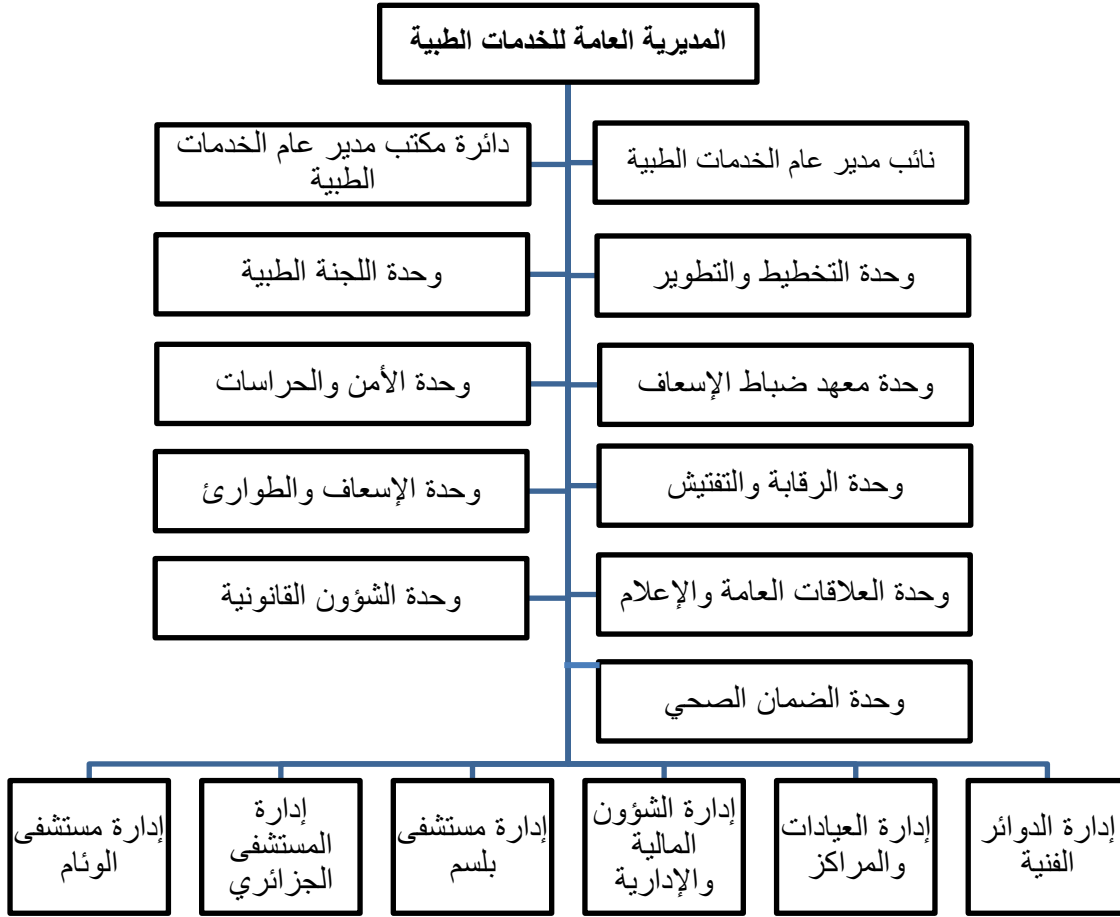 المديرية العامة للخدمات الطبية
نائب مدير عام الخدمات الطبية
دائرة مكتب مدير عام الخدمات
الطبية
وحدة التخطيط والتطوير
وحدة اللجنة الطبية
وحدة معهد ضباط الإسعاف
وحدة الأمن والحراسات
وحدة الرقابة والتفتيش
وحدة الإسعاف والطوارئ
وحدة العلاقات العامة والإعلام
وحدة الشؤون القانونية
وحدة الضمان الصحي
إدارة الدوائر
الفنية
إدارة العيادات
والمراكز
إدارة الشؤون
المالية
والإدارية
إدارة مستشفى
بلسم
إدارة
المستشفى
الجزائري
إدارة مستشفى
الوئام